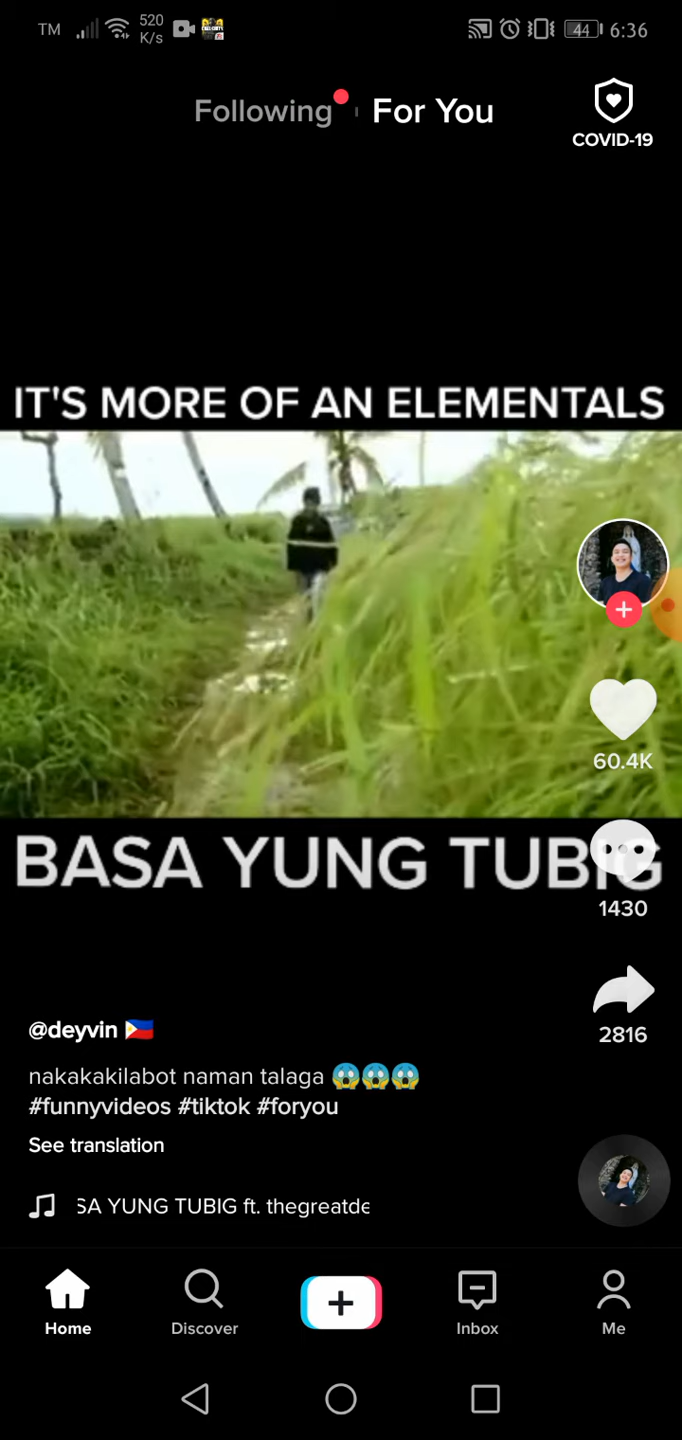 TM 520 K/s 44 6:36
Following For You
COVID-19
IT'S MORE OF AN ELEMENTALS
60.4K
BASA YUNG TUBIG
1430
2816
@deyvin 🇵🇭
nakakakilabot naman talaga 😱😱😱
#funnyvideos #tiktok #foryou
See translation
SA YUNG TUBIG ft. thegreatde
Home Discover Inbox Me